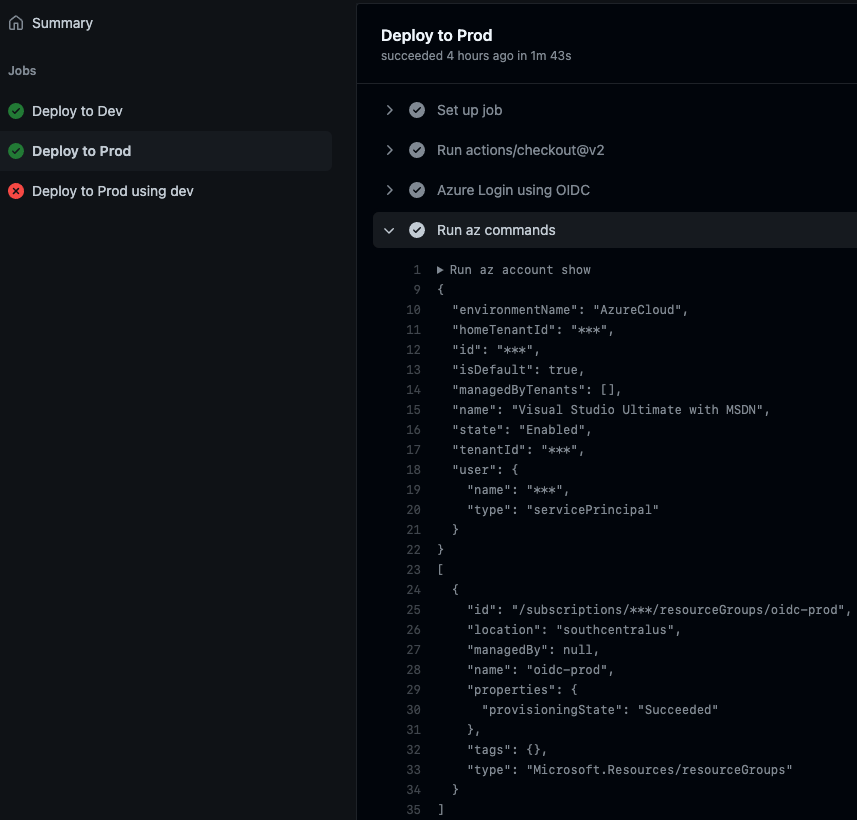 Summary
Jobs
Deploy to Dev
Deploy to Prod
Deploy to Prod using dev
Deploy to Prod
succeeded 4 hours ago in 1m 43s
Set up job
Run actions/checkout@v2
Azure Login using OIDC
Run az commands
1 ▶ Run az account show
9 {
10   "environmentName": "AzureCloud",
11   "homeTenantId": "***",
12   "id": "***",
13   "isDefault": true,
14   "managedByTenants": [],
15   "name": "Visual Studio Ultimate with MSDN",
16   "state": "Enabled",
17   "tenantId": "***",
18   "user": {
19     "name": "***",
20     "type": "servicePrincipal"
21   }
22 }
23 [
24   {
25     "id": "/subscriptions/***/resourceGroups/oidc-prod",
26     "location": "southcentralus",
27     "managedBy": null,
28     "name": "oidc-prod",
29     "properties": {
30       "provisioningState": "Succeeded"
31     },
32     "tags": {},
33     "type": "Microsoft.Resources/resourceGroups"
34   }
35 ]